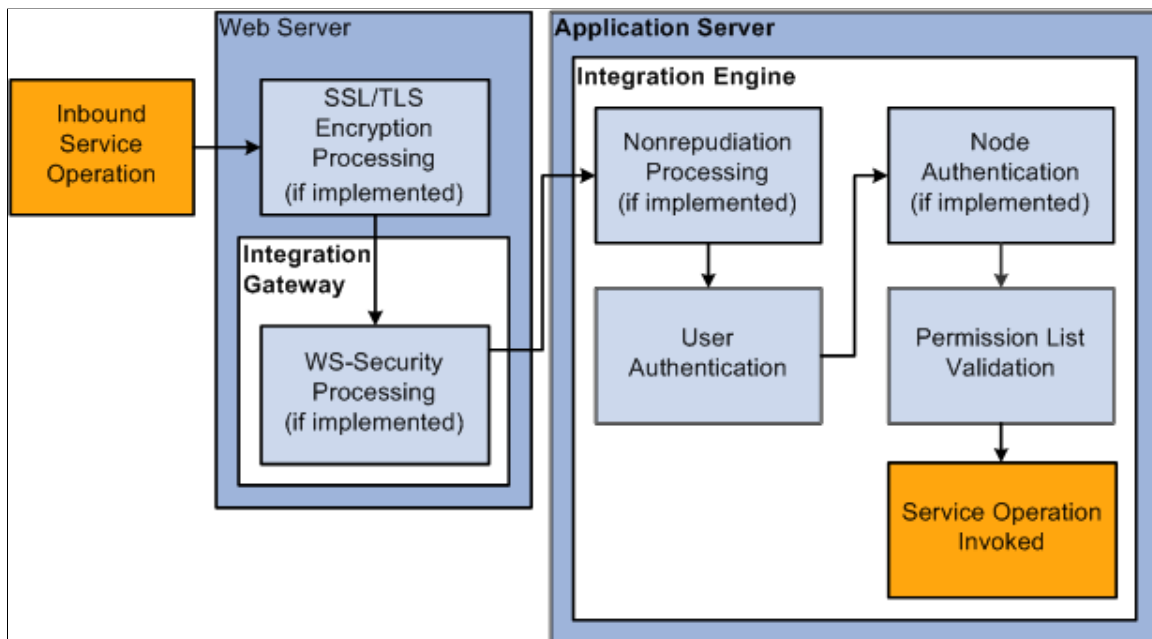 Web Server
Inbound
Service
Operation
SSL/TLS
Encryption
Processing
(if implemented)
Integration
Gateway
WS-Security
Processing
(if implemented)
Application Server
Integration Engine
Nonrepudiation
Processing
(if implemented)
User
Authentication
Node
Authentication
(if implemented)
Permission List
Validation
Service Operation
Invoked